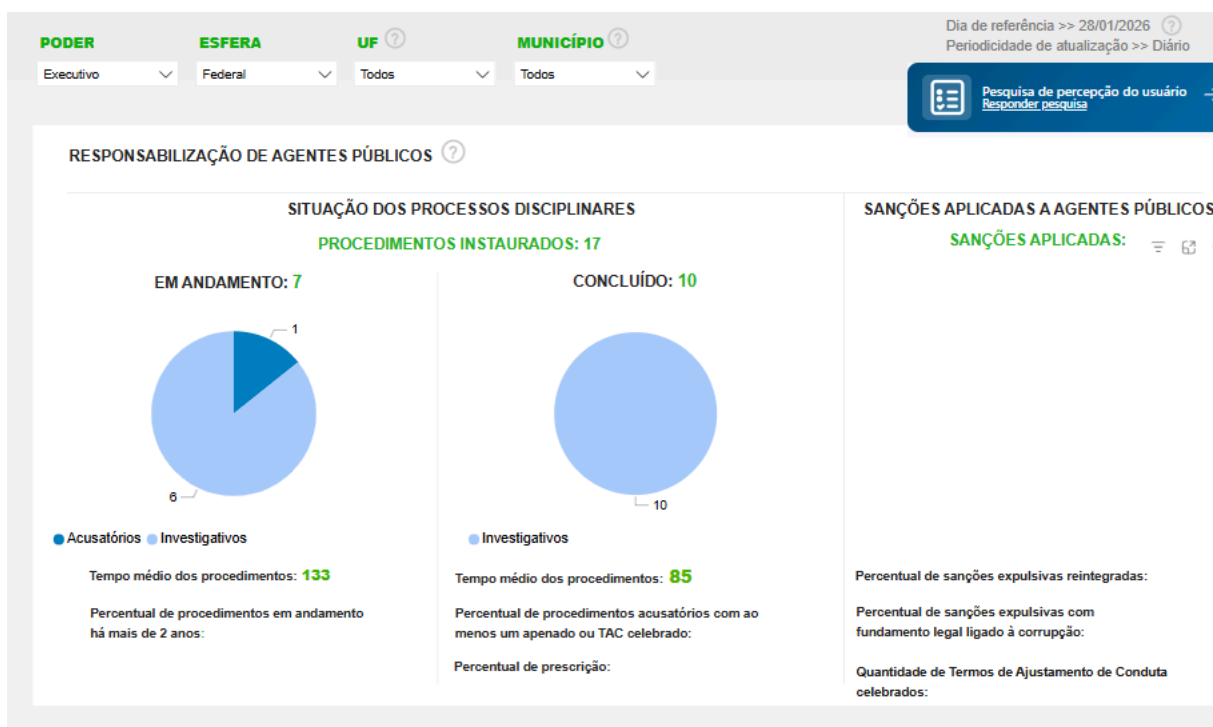 Dia de referência >> 28/01/2026 ?
Periodicidade de atualização >> Diário
PODER
ESFERA
UF ?
MUNICÍPIO ?
Executivo
Federal
Todos
Todos
Pesquisa de percepção do usuário
Responder pesquisa
RESPONSABILIZAÇÃO DE AGENTES PÚBLICOS ?
SITUAÇÃO DOS PROCESSOS DISCIPLINARES
PROCEDIMENTOS INSTAURADOS: 17
EM ANDAMENTO: 7
1
6
Acusatórios Investigativos
Tempo médio dos procedimentos: 133
Percentual de procedimentos em andamento
há mais de 2 anos:
CONCLUÍDO: 10
10
Investigativos
Tempo médio dos procedimentos: 85
Percentual de procedimentos acusatórios com ao
menos um apenado ou TAC celebrado:
Percentual de prescrição:
SANÇÕES APLICADAS A AGENTES PÚBLICOS
SANÇÕES APLICADAS:
Percentual de sanções expulsivas reintegradas:
Percentual de sanções expulsivas com
fundamento legal ligado à corrupção:
Quantidade de Termos de Ajustamento de Conduta
celebrados: